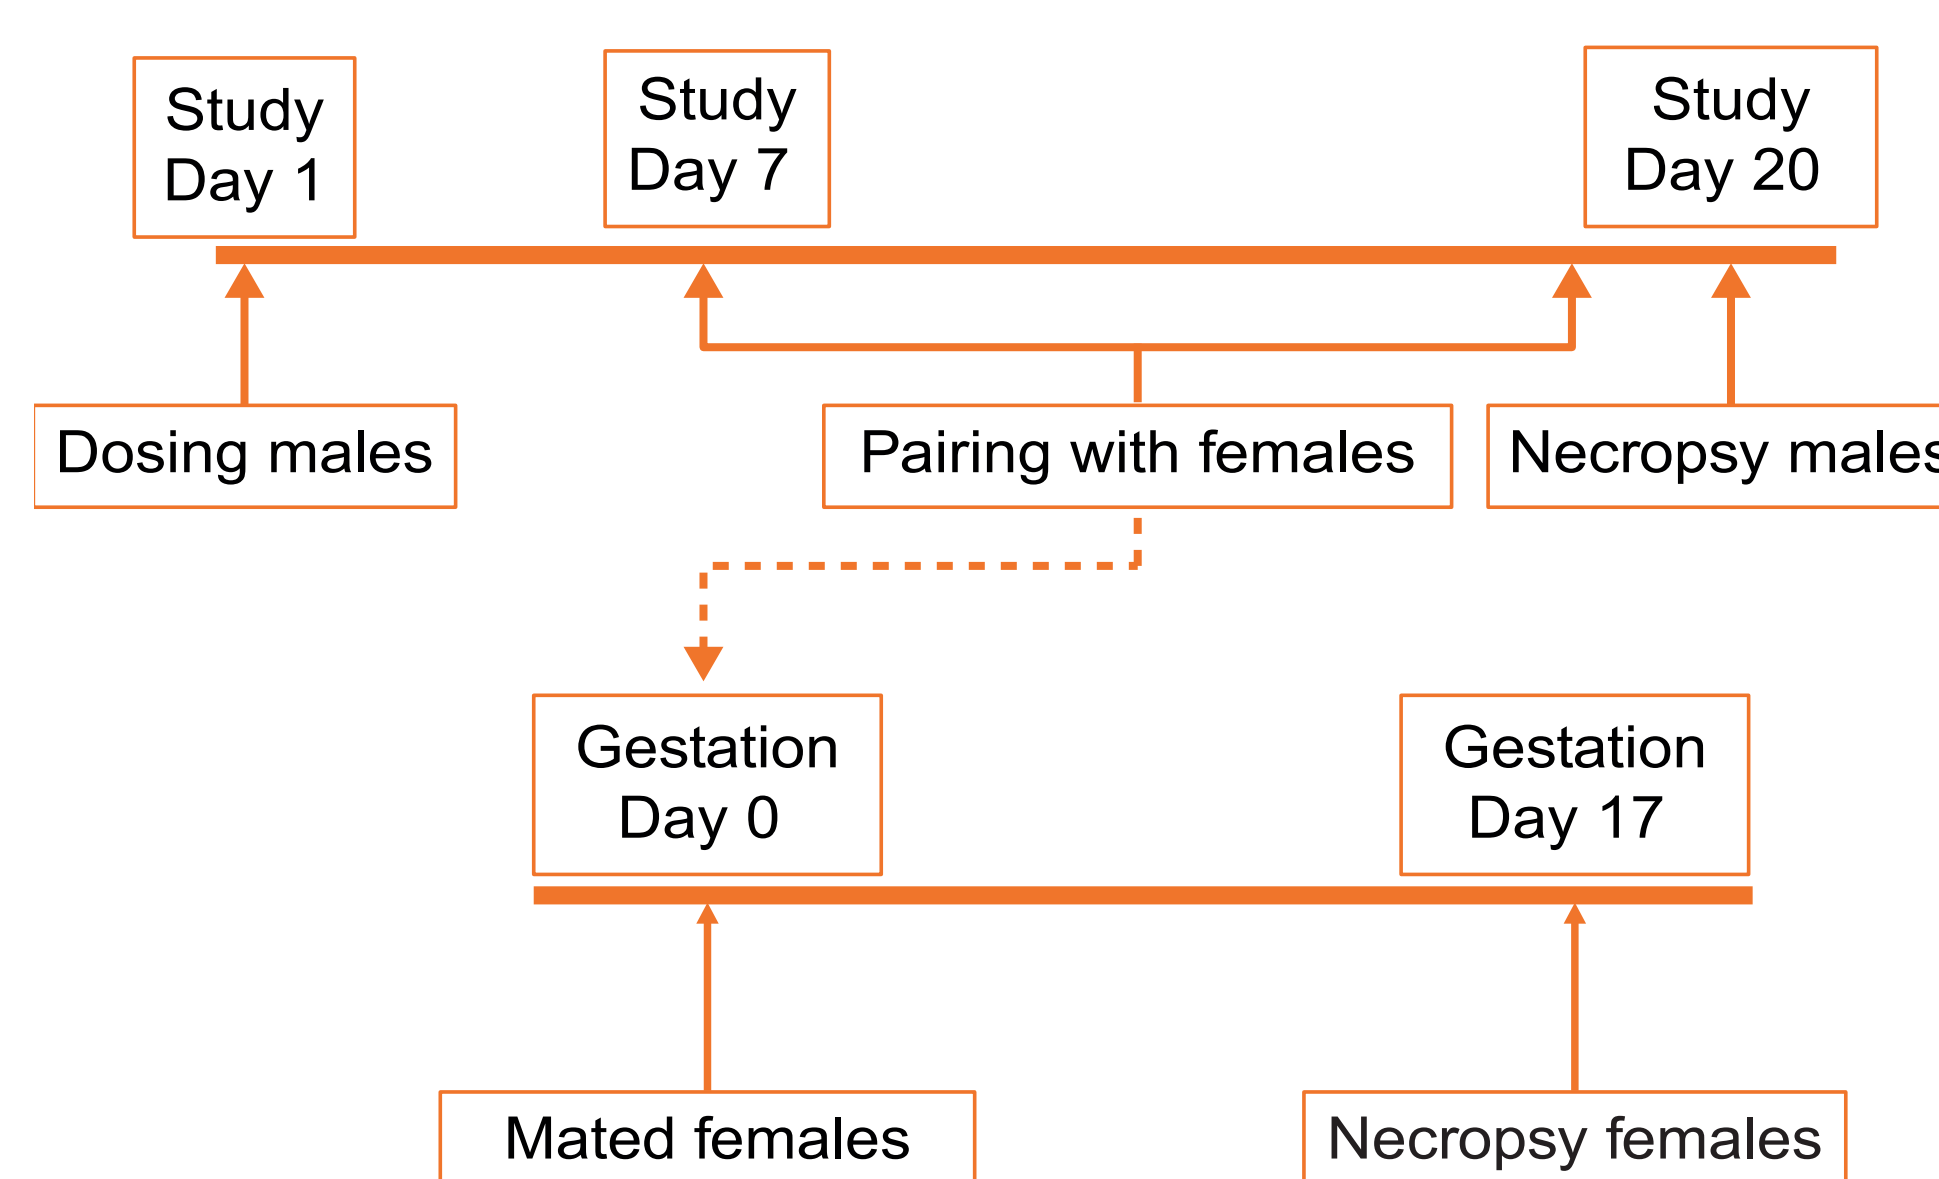 Study
Day 1
Study
Day 7
Study
Day 20
Dosing males
Pairing with females
Necropsy males
Gestation
Day 0
Gestation
Day 17
Mated females
Necropsy females